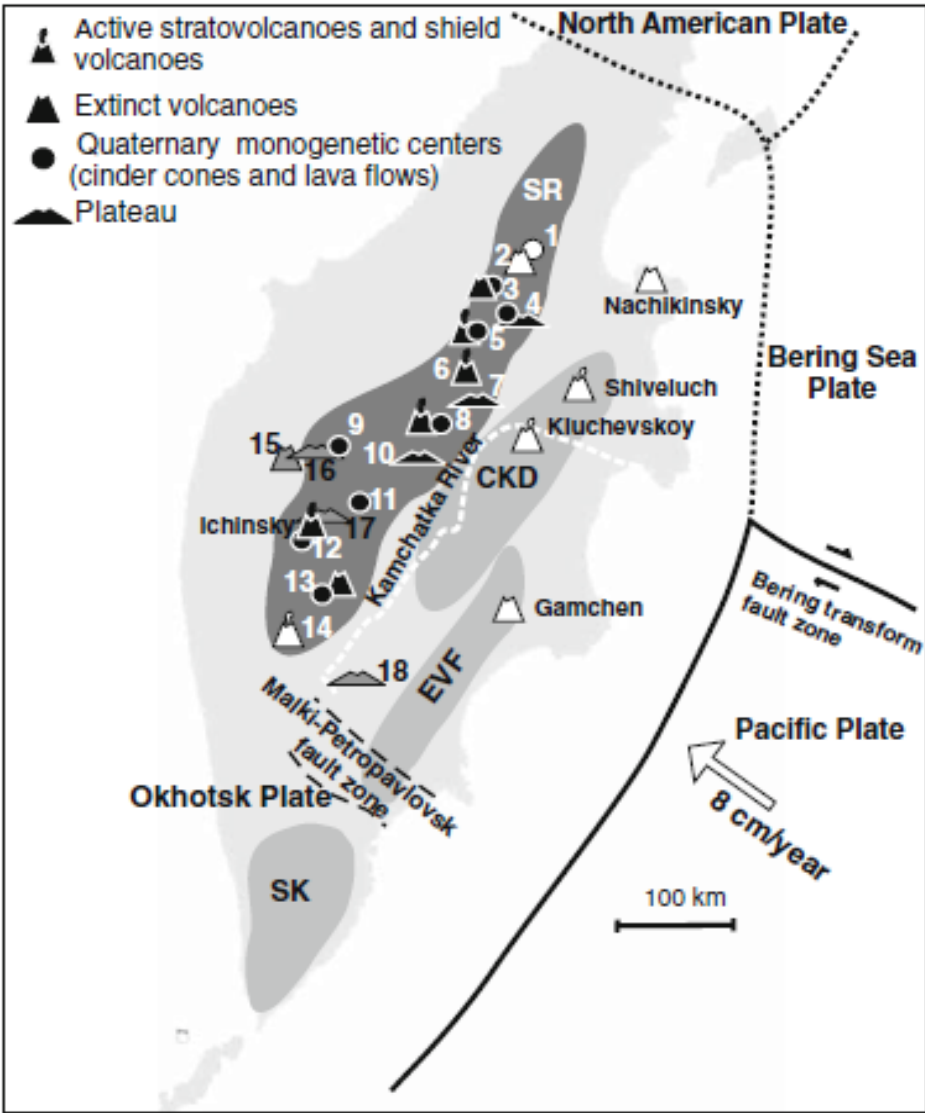 North American Plate
Active stratovolcanoes and shield
volcanoes
Extinct volcanoes
Quaternary monogenetic centers
(cinder cones and lava flows)
Plateau
SR
1
2
3
4
5
6
7
8
9
10
11
12
13
14
15
16
17
18
Nachikinsky
Bering Sea
Plate
Shiveluch
Kluchevskoy
CKD
Kamchatka River
Ichinsky
Gamchen
EVF
Bering transform
fault zone
Malki-Petropavlovsk
fault zone
Pacific Plate
8 cm/year
Okhotsk Plate
SK
100 km